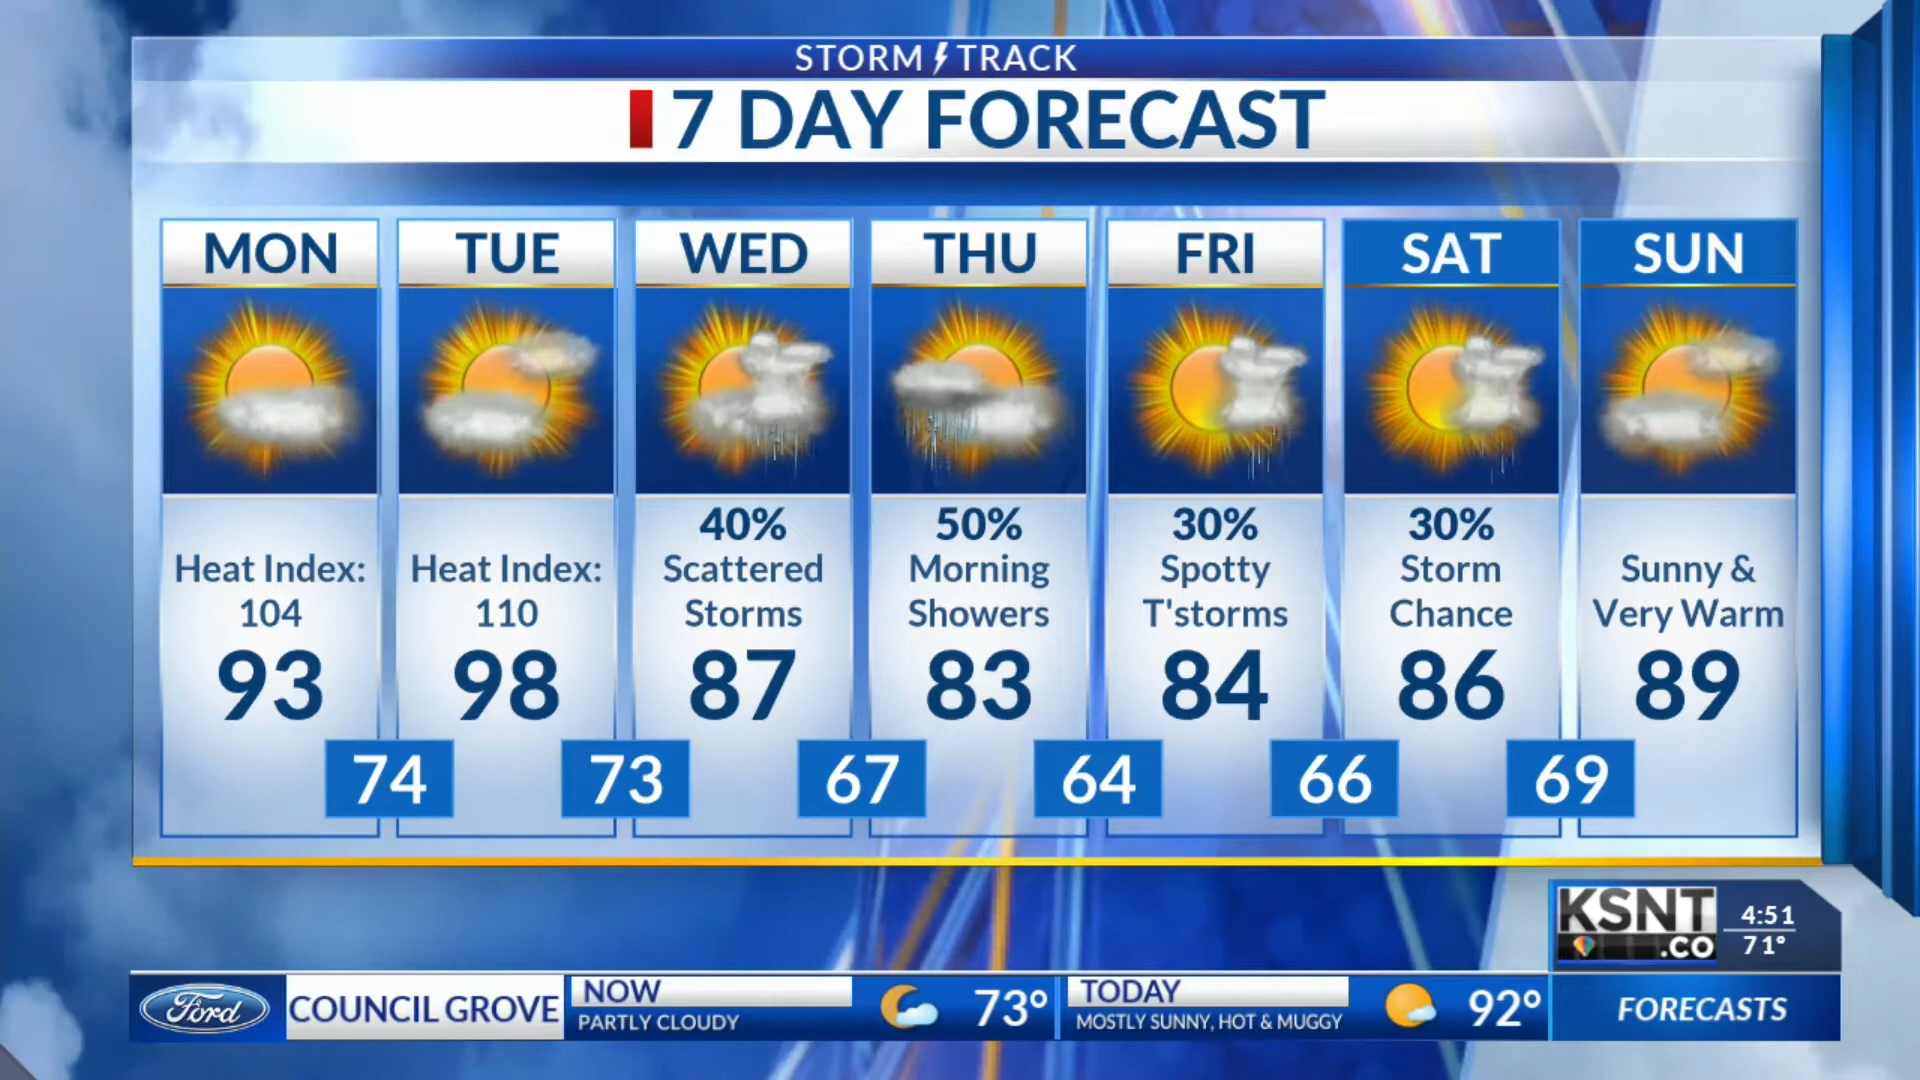 STORM TRACK
7 DAY FORECAST
MON
TUE
WED
THU
FRI
SAT
SUN
40%
50%
30%
30%
Heat Index:
104
Heat Index:
110
Scattered
Storms
Morning
Showers
Spotty
T'storms
Storm
Chance
Sunny &
Very Warm
93
98
87
83
84
86
89
74
73
67
64
66
69
KSNT
.CO
4:51
71°
Ford
COUNCIL GROVE
NOW
PARTLY CLOUDY
73°
TODAY
MOSTLY SUNNY, HOT & MUGGY
92°
FORECASTS